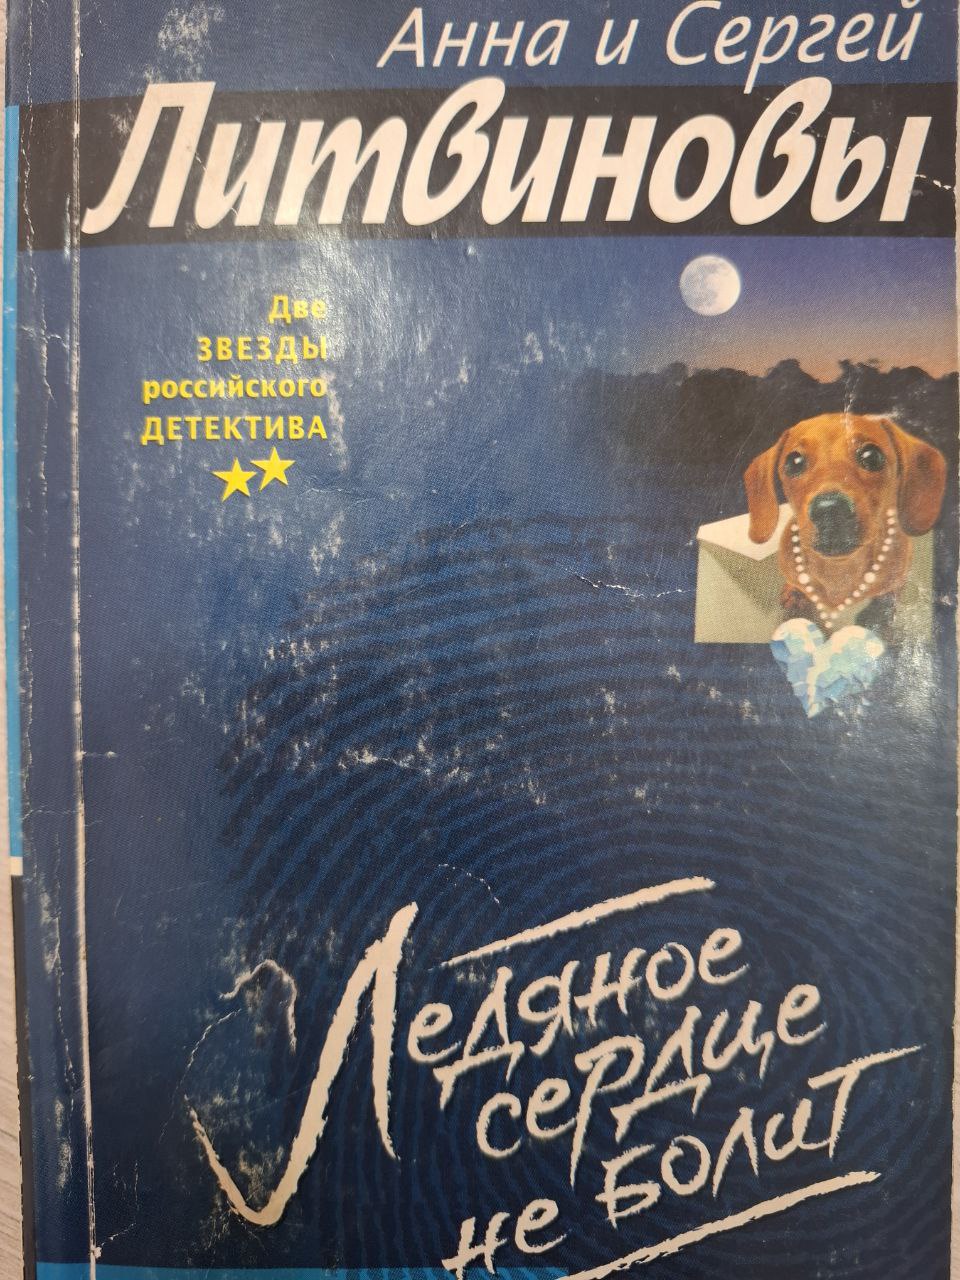 Анна и Сергей
Литвиновы
Две
ЗВЕЗДЫ
российского
ДЕТЕКТИВА
Ледяное
сердце
не болит